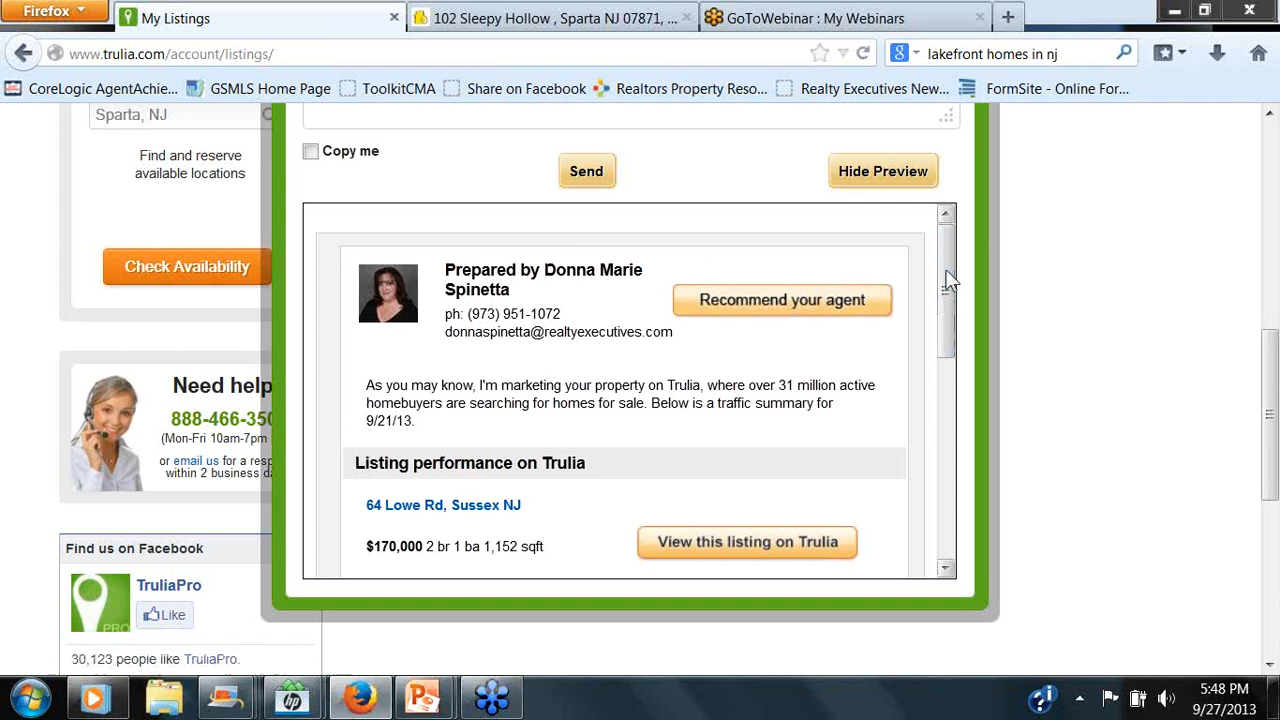 Firefox
My Listings
102 Sleepy Hollow , Sparta NJ 07871, ...
GoToWebinar : My Webinars
www.trulia.com/account/listings/
lakefront homes in nj
CoreLogic AgentAchie...
GSMLS Home Page
ToolkitCMA
Share on Facebook
Realtors Property Reso...
Realty Executives New...
FormSite - Online For...
Sparta, NJ
Find and reserve
available locations
Check Availability
Copy me
Send
Hide Preview
Prepared by Donna Marie
Spinetta
ph: (973) 951-1072
donnaspinetta@realtyexecutives.com
Recommend your agent
As you may know, I'm marketing your property on Trulia, where over 31 million active
homebuyers are searching for homes for sale. Below is a traffic summary for
9/21/13.
Listing performance on Trulia
64 Lowe Rd, Sussex NJ
$170,000 2 br 1 ba 1,152 sqft
View this listing on Trulia
Need help
888-466-350
(Mon-Fri 10am-7pm
or email us for a resp
within 2 business da
Find us on Facebook
TruliaPro
Like
PRO
30,123 people like TruliaPro.
5:48 PM
9/27/2013